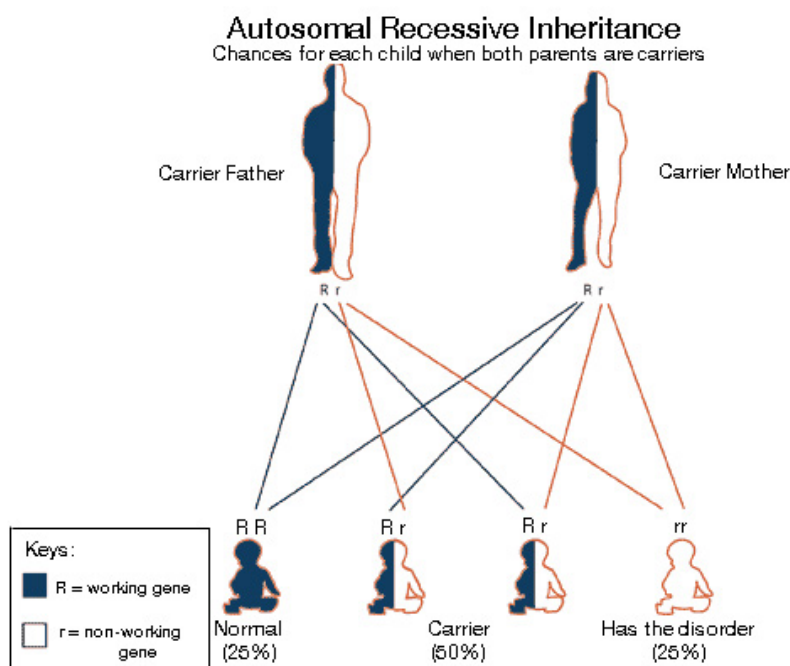 Autosomal Recessive Inheritance
Chances for each child when both parents are carriers
Carrier Father
Carrier Mother
R r
R r
R R
R r
R r
rr
Keys:
R = working gene
r = non-working
gene
Normal
(25%)
Carrier
(50%)
Has the disorder
(25%)